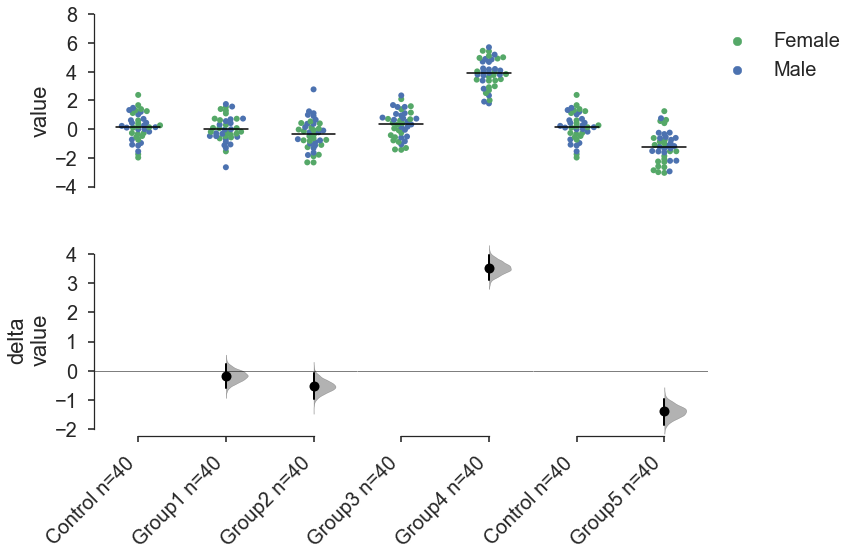 8
6
4
2
0
−2
−4
value
Female
Male
4
3
2
1
0
−1
−2
delta
value
Control n=40
Group1 n=40
Group2 n=40
Group3 n=40
Group4 n=40
Control n=40
Group5 n=40